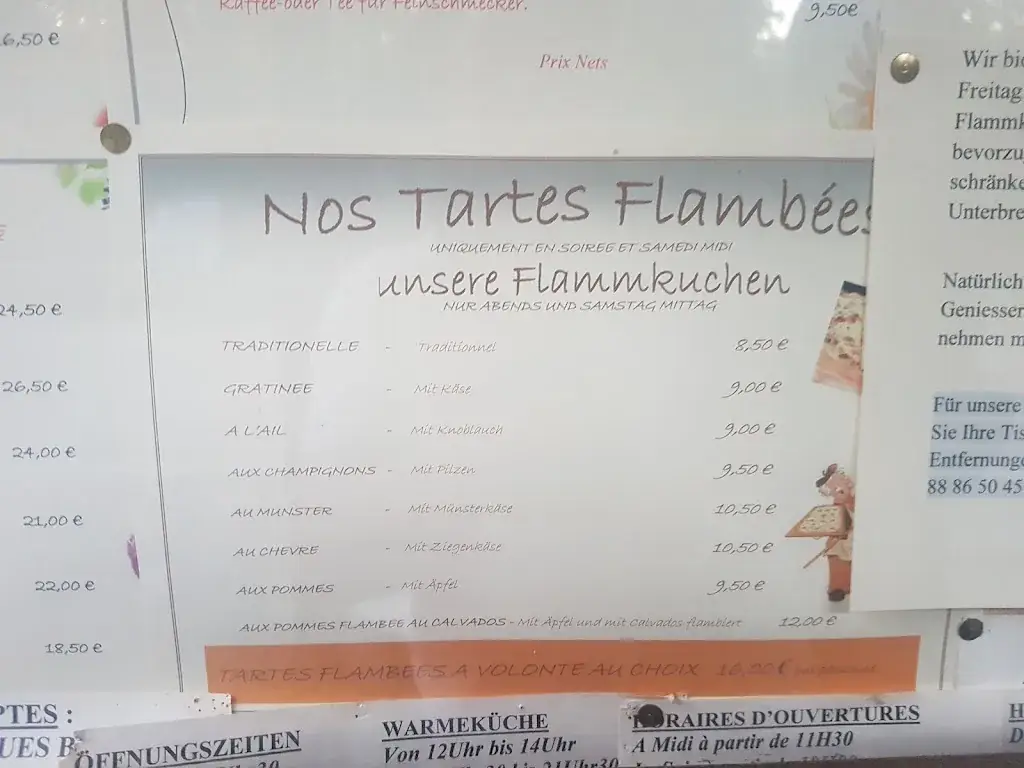 Kaffee-oder Tee für Feinschmecker.
9,50€
Prix Nets
24,50 €
26,50 €
24,00 €
21,00 €
22,00 €
18,50 €
Nos Tartes Flambées
UNIQUEMENT EN SOIREE ET SAMEDI MIDI
unsere Flammkuchen
NUR ABENDS UND SAMSTAG MITTAG
TRADITIONELLE - Traditionnel 8,50 €
GRATINEE - Mit Käse 9,00 €
A L'AIL - Mit Knoblauch 9,00 €
AUX CHAMPIGNONS - Mit Pilzen 9,50 €
AU MUNSTER - Mit Münsterkäse 10,50 €
AU CHEVRE - Mit Ziegenkäse 10,50 €
AUX POMMES - Mit Äpfel 9,50 €
AUX POMMES FLAMBEE AU CALVADOS - Mit Äpfel und mit Calvados flambiert 12,00 €
TARTES FLAMBEES A VOLONTE AU CHOIX
Wir
Freitag
bevorzu
schränke
Unterbre
Natürlich
Geniesser
nehmen m
Für unsere
Sie Ihre Tis
Entfernung
88 86 50 45
PTES :
UES B
ÖFFNUNGSZEITEN
WARMEKÜCHE
Von 12Uhr bis 14Uhr
HORAIRES D'OUVERTURES
A Midi à partir de 11H30